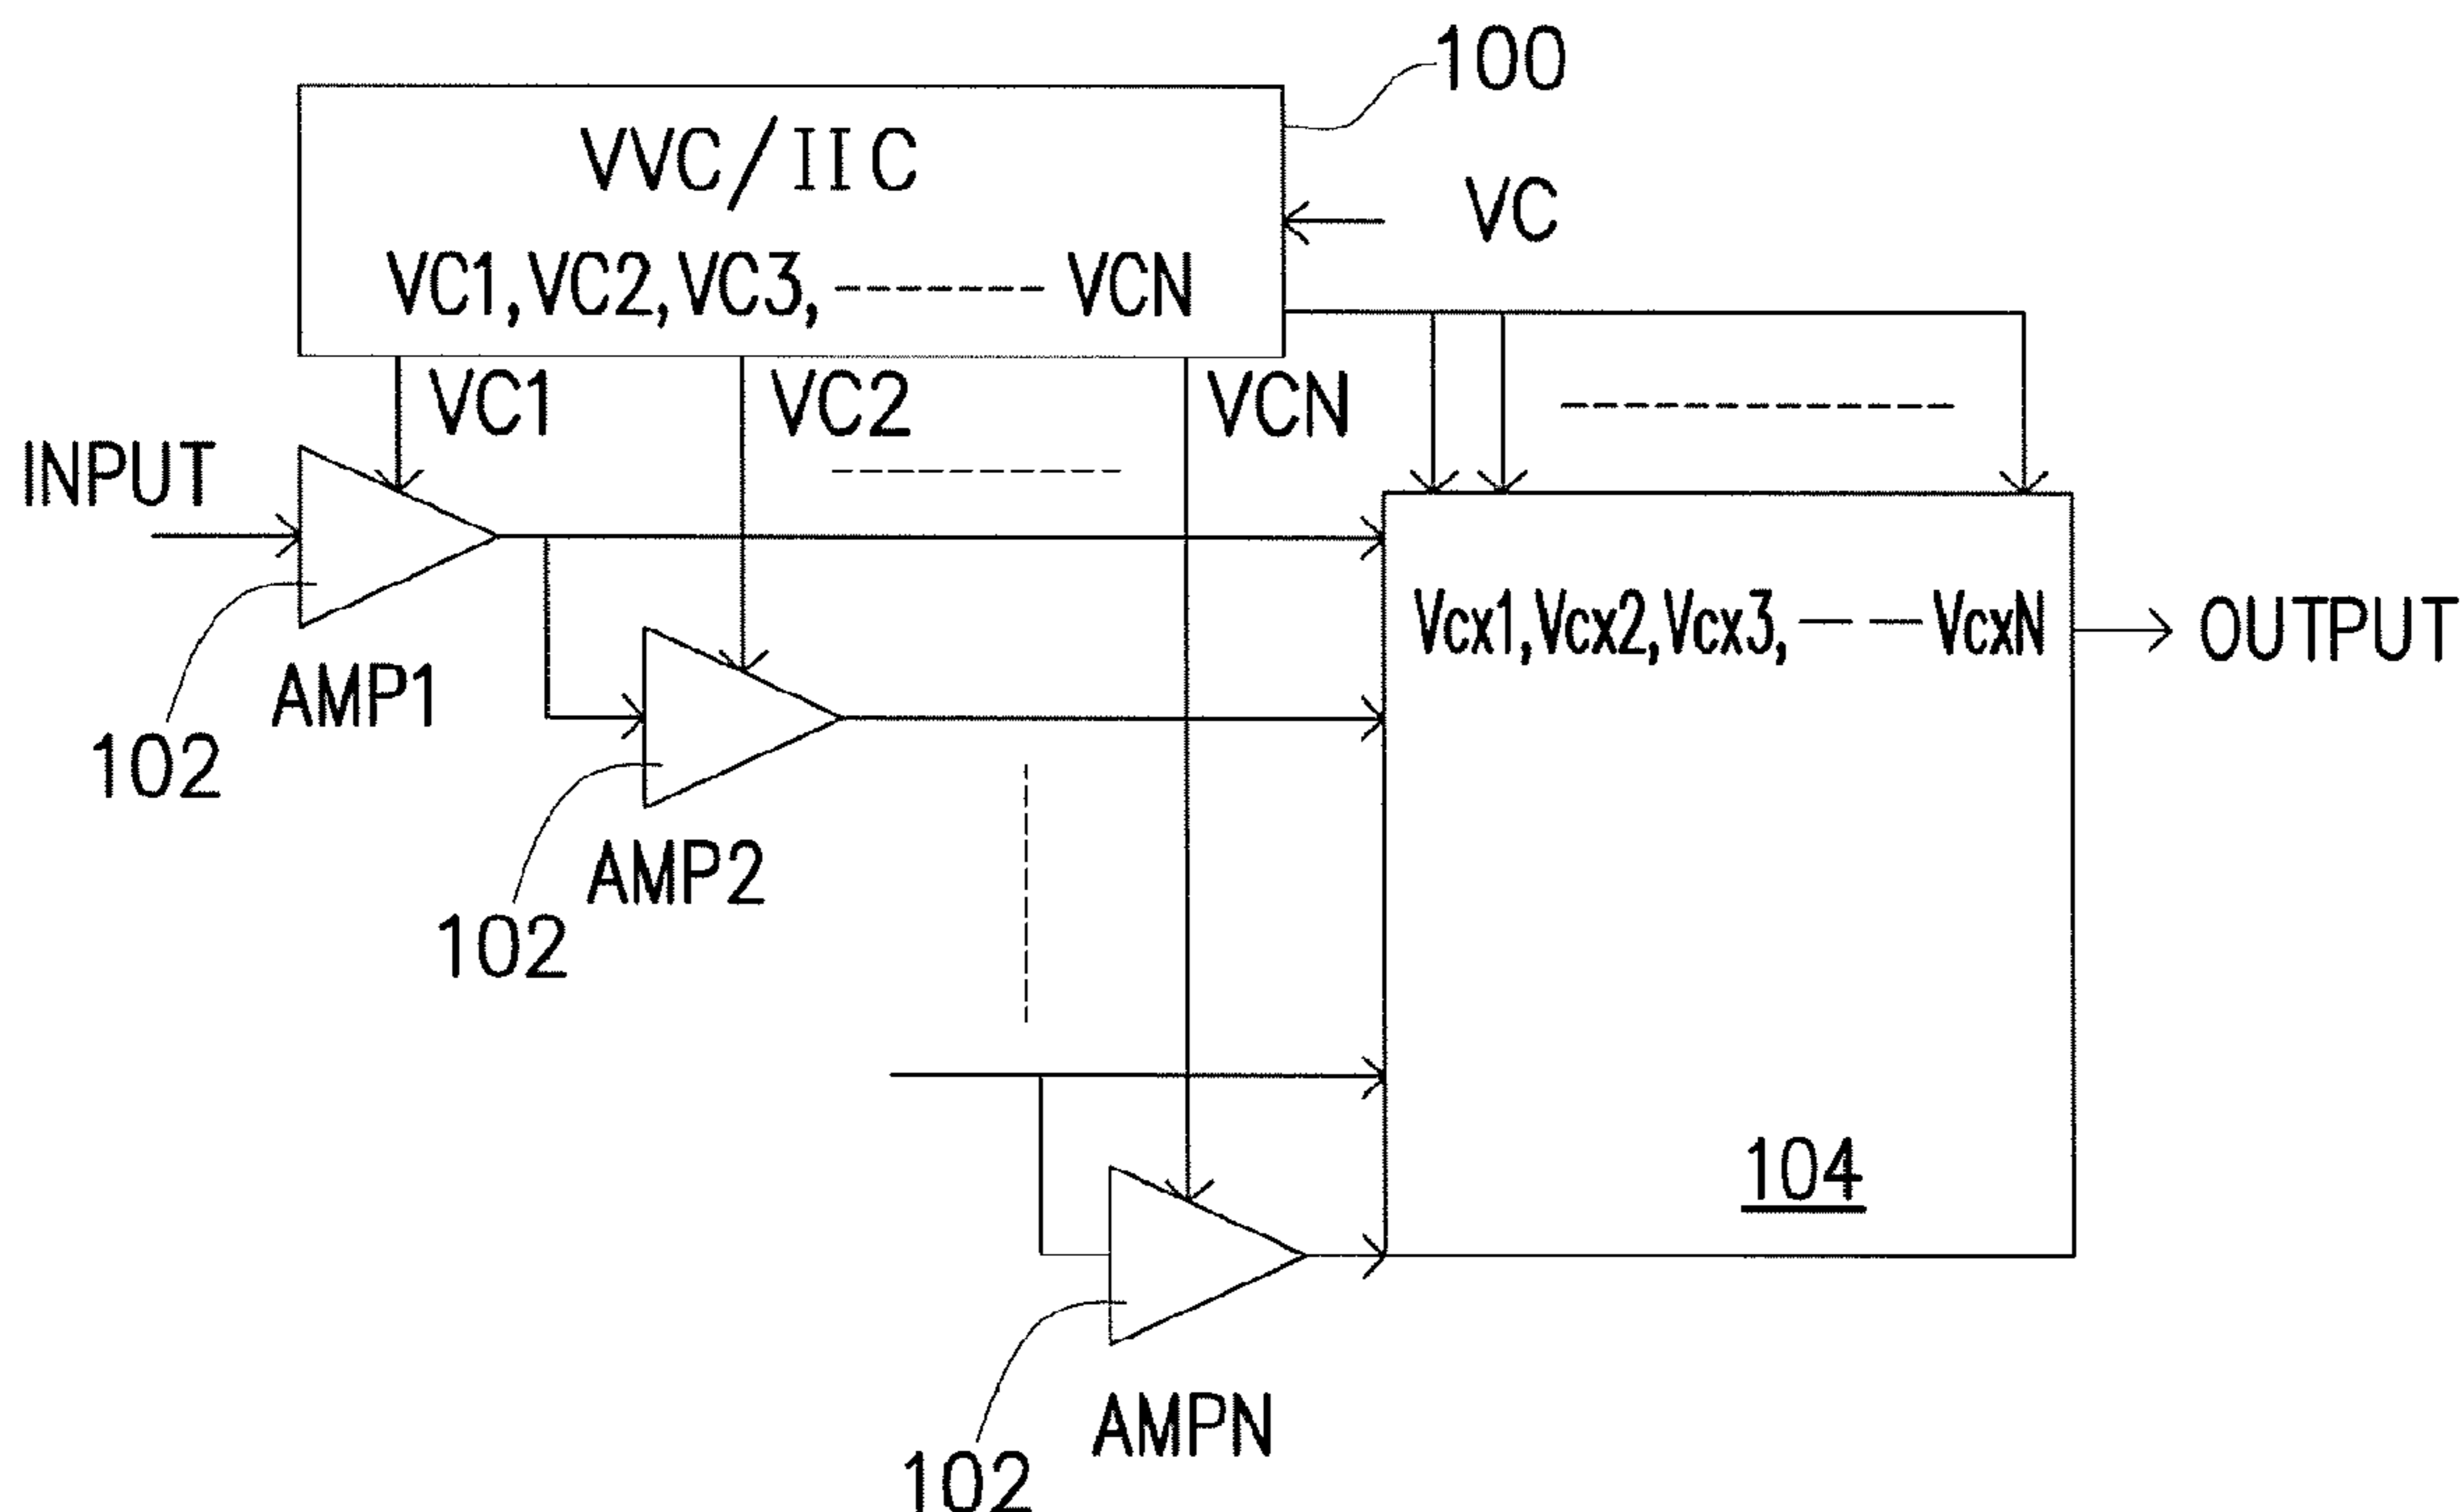 100
VVC/IIC
VC
VC1,VC2,VC3, --------- VCN
VC1
VC2
VCN
INPUT
Vcx1,Vcx2,Vcx3, — — VcxN
OUTPUT
AMP1
102
AMP2
102
104
AMPN
102